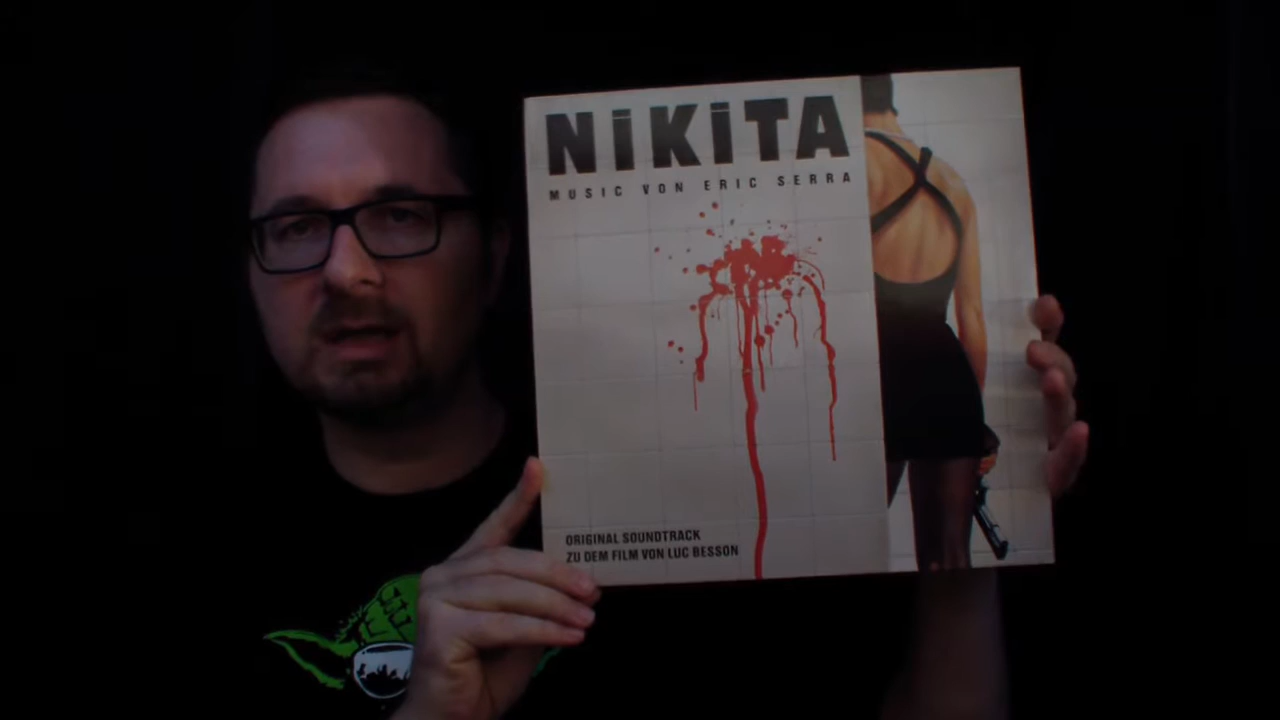 NiKiTA
MUSIC VON ERIC SERRA
ORIGINAL SOUNDTRACK
ZU DEM FILM VON LUC BESSON